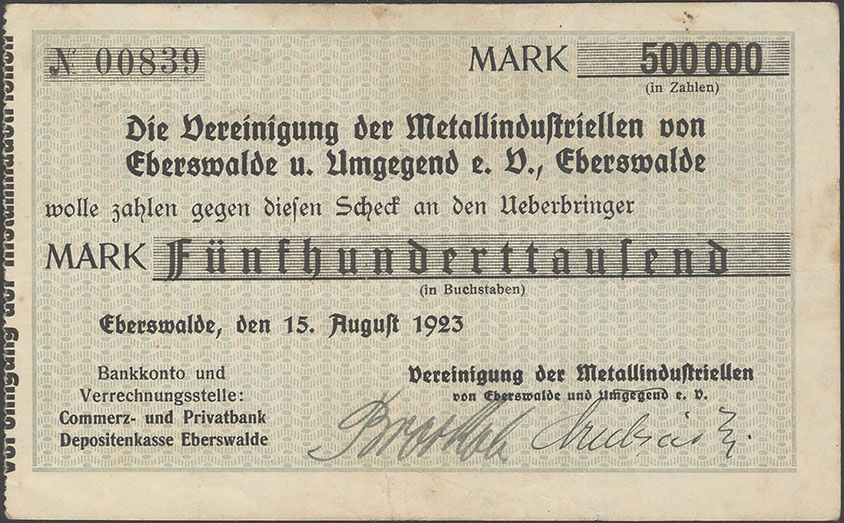 № 00839
MARK 500000
(in Zahlen)
Die Vereinigung der Metallindustriellen von
Eberswalde u. Umgegend e. V., Eberswalde
wolle zahlen gegen diesen Scheck an den Ueberbringer
MARK Fünfhunderttausend
(in Buchstaben)
Eberswalde, den 15. August 1923
Bankkonto und
Verrechnungsstelle:
Commerz- und Privatbank
Depositenkasse Eberswalde
Vereinigung der Metallindustriellen
von Eberswalde und Umgegend e. V.